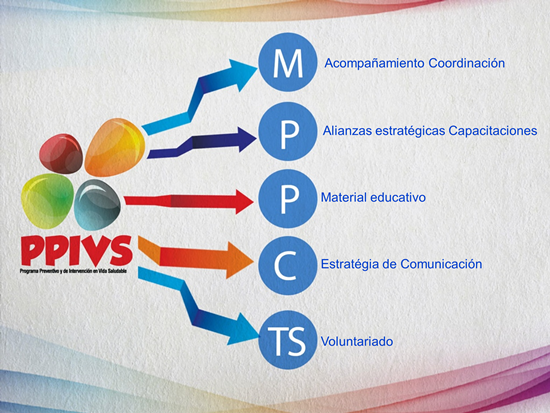 M
Acompañamiento Coordinación
P
Alianzas estratégicas Capacitaciones
P
Material educativo
PPIVS
Programa Preventivo y de Intervención en Vida Saludable
C
Estratégia de Comunicación
TS
Voluntariado